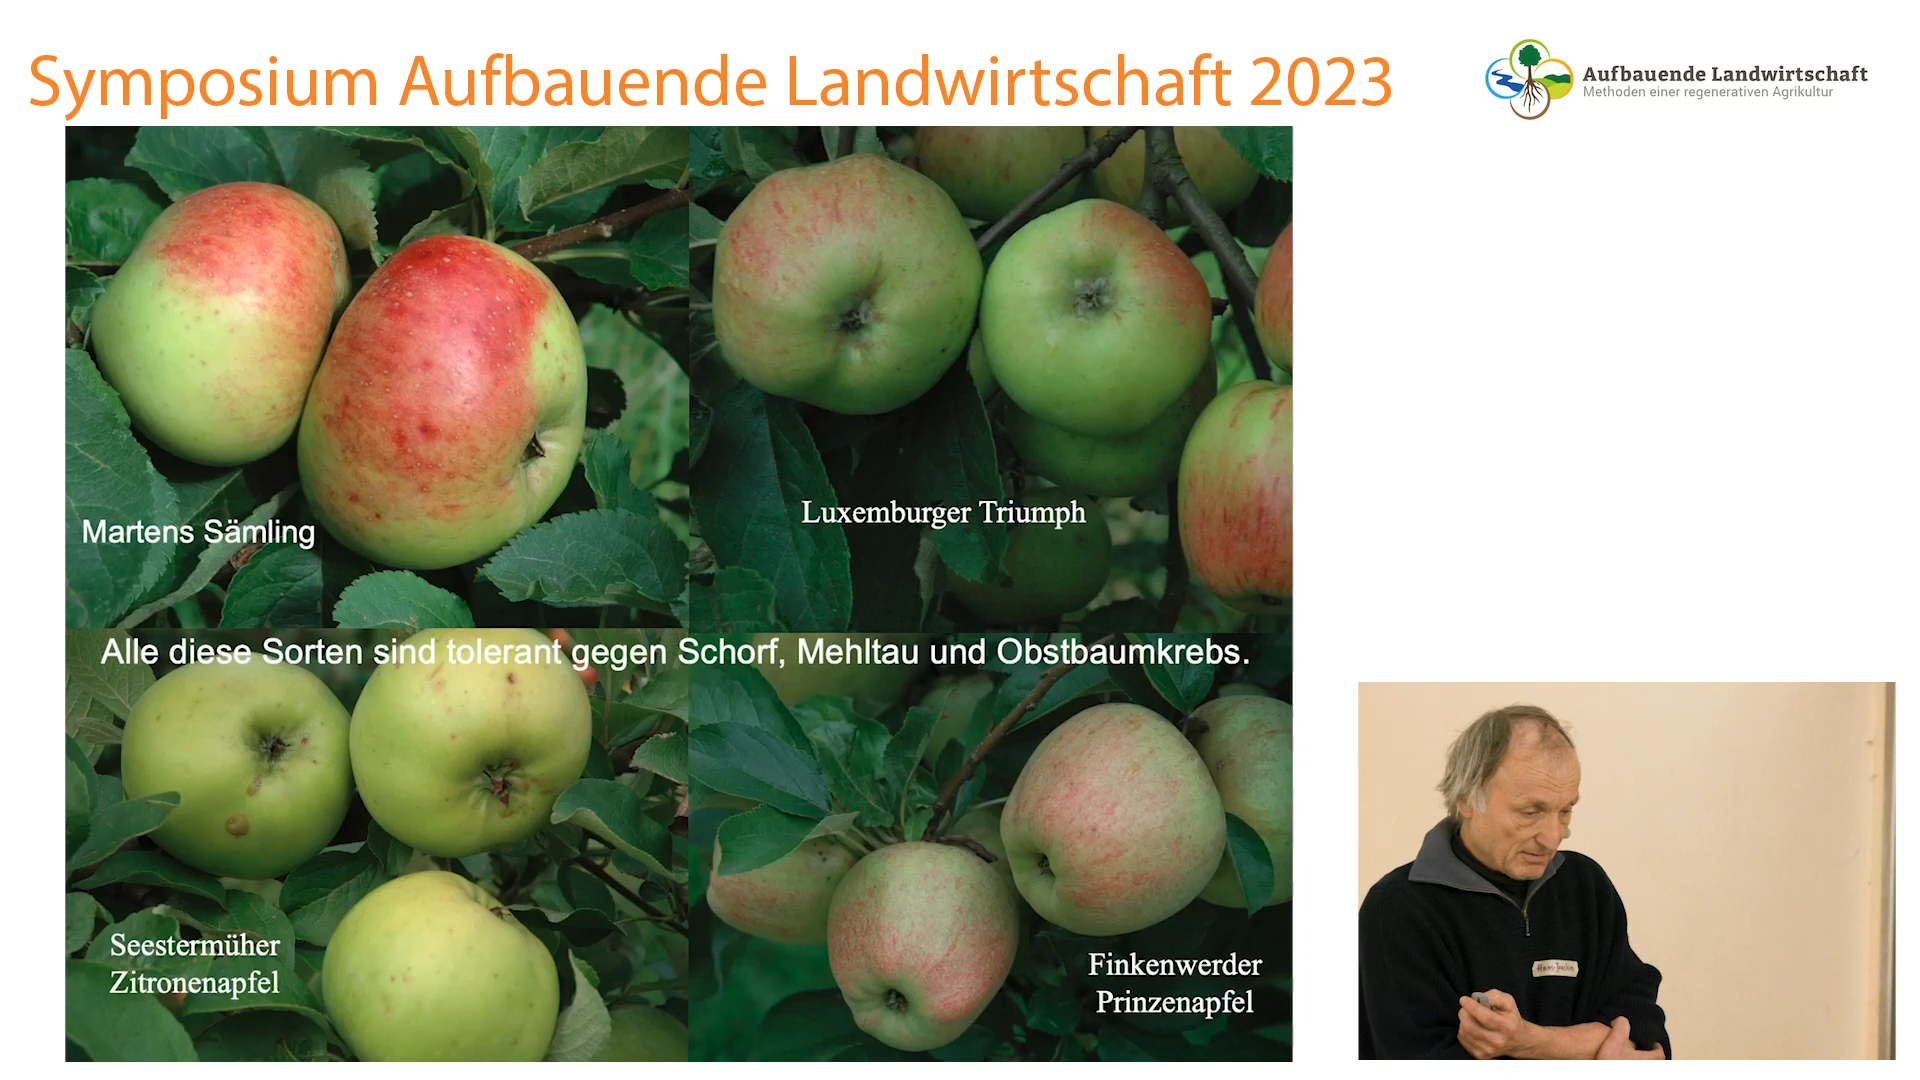 Symposium Aufbauende Landwirtschaft 2023
Aufbauende Landwirtschaft
Methoden einer regenerativen Agrikultur
Martens Sämling
Luxemburger Triumph
Alle diese Sorten sind tolerant gegen Schorf, Mehltau und Obstbaumkrebs.
Seestermüher
Zitronenapfel
Finkenwerder
Prinzenapfel